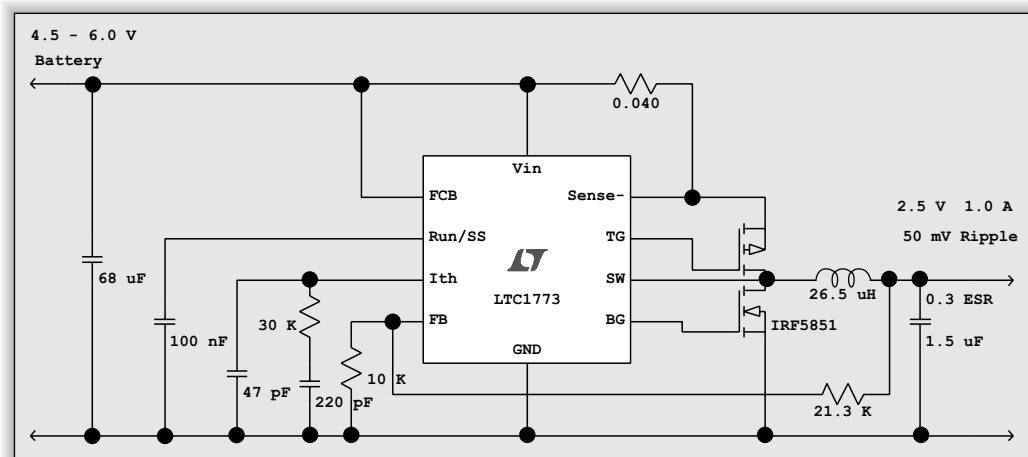 4.5 - 6.0 V
Battery
0.040
Vin
FCB
Sense-
2.5 V 1.0 A
Run/SS
TG
50 mV Ripple
68 uF
Ith
SW
LTC1773
26.5 uH
0.3 ESR
30 K
FB
BG
IRF5851
100 nF
1.5 uF
GND
10 K
47 pF
220 pF
21.3 K